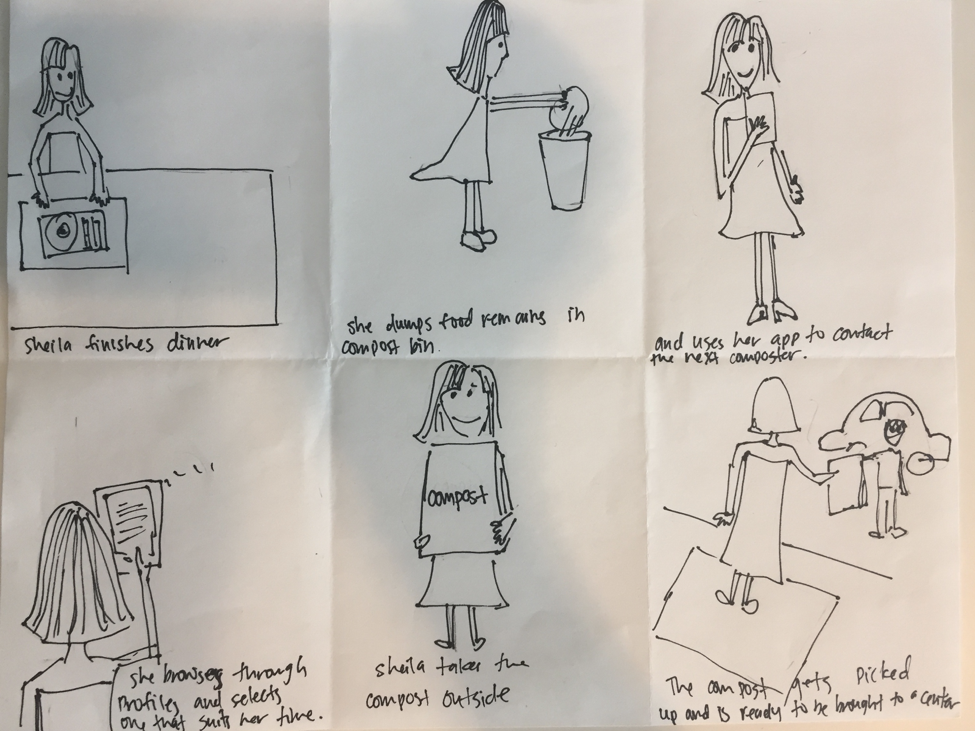 Sheila finishes dinner
she dumps food remains in
compost bin.
and uses her app to contact
the next composter.
she browses through
profiles and selects
one that suits her time.
compost
sheila takes the
compost outside
The compost gets picked
up and is ready to be brought to a center